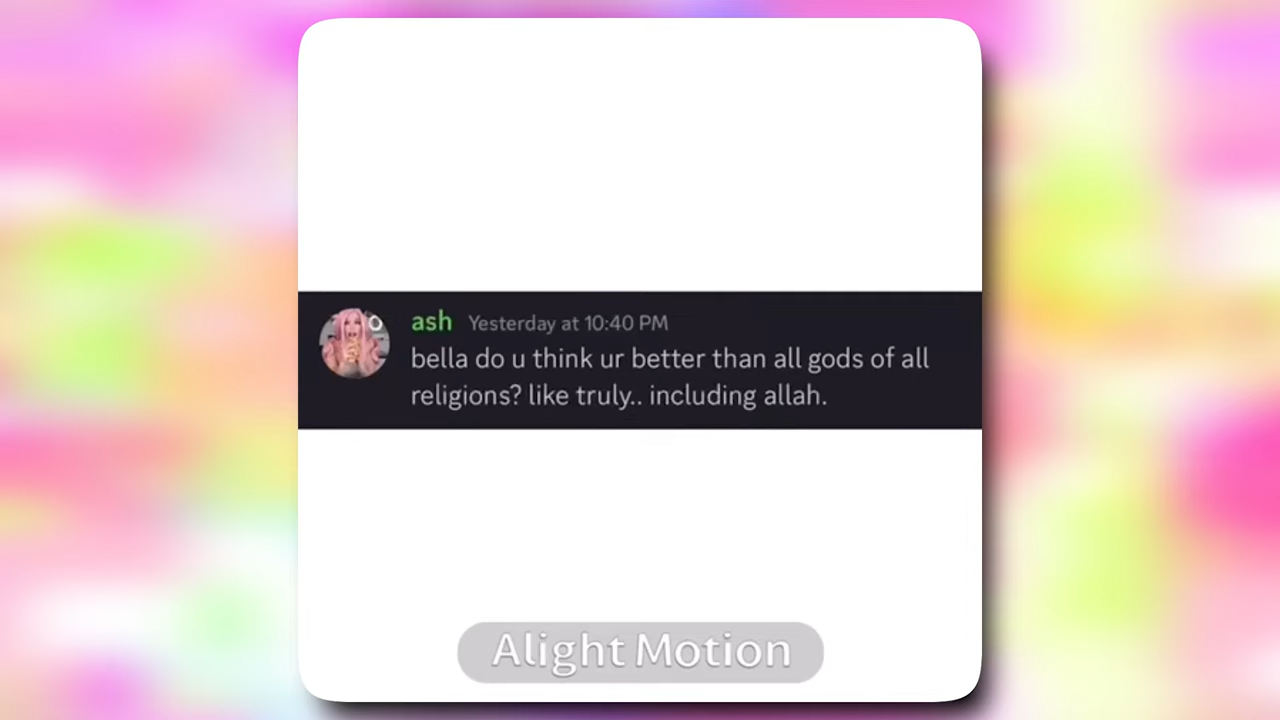 ash Yesterday at 10:40 PM
bella do u think ur better than all gods of all
religions? like truly.. including allah.
Alight Motion